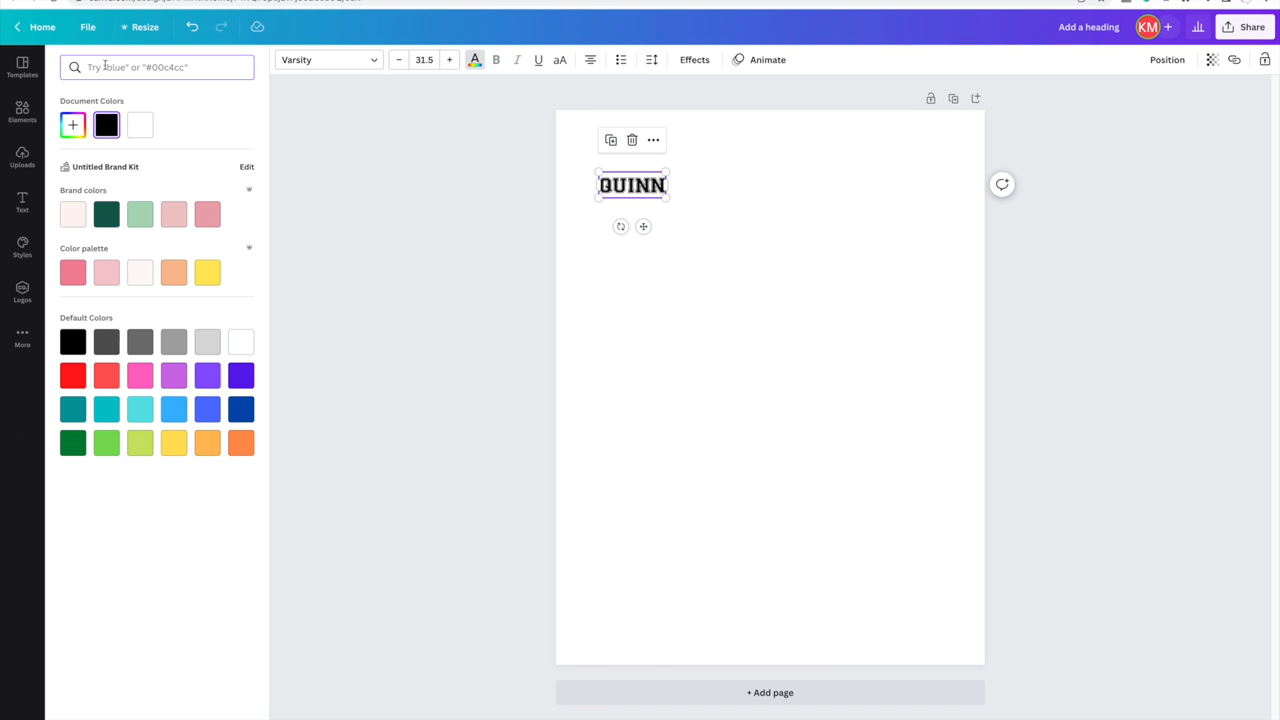 Home File Resize Add a heading KM + Share
Try "blue" or "#00c4cc"
Varsity – 31.5 + A B I U aA Effects Animate Position
Templates
Elements
Uploads
Text
Styles
CO.
Logos
More
Document Colors
Untitled Brand Kit Edit
Brand colors
Color palette
Default Colors
QUINN
+ Add page